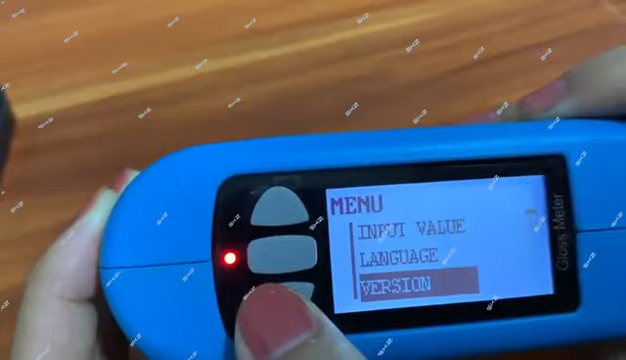 MENU
INPUT VALUE
LANGUAGE
VERSION
Gloss Meter